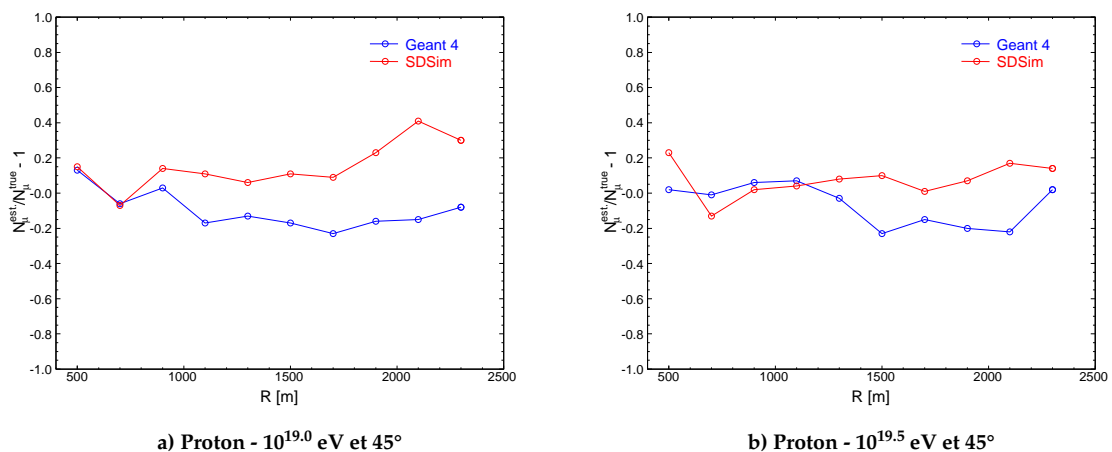 1.0
0.8
0.6
0.4
0.2
0.0
-0.2
-0.4
-0.6
-0.8
-1.0
N_μ^est./N_μ^true - 1
Geant 4
SDSim
500 1000 1500 2000 2500
R [m]
a) Proton - 10^19.0 eV et 45°
1.0
0.8
0.6
0.4
0.2
0.0
-0.2
-0.4
-0.6
-0.8
-1.0
N_μ^est./N_μ^true - 1
Geant 4
SDSim
500 1000 1500 2000 2500
R [m]
b) Proton - 10^19.5 eV et 45°